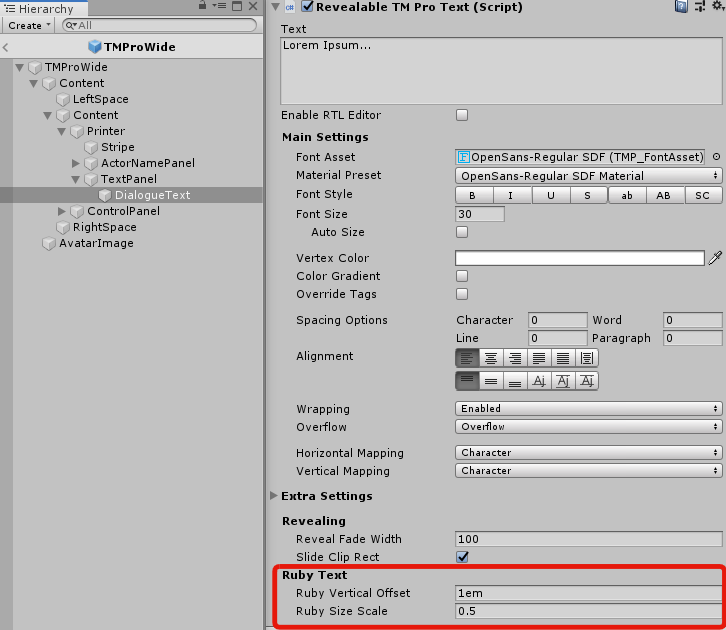 Hierarchy
Create
All
TMProWide
TMProWide
Content
LeftSpace
Content
Printer
Stripe
ActorNamePanel
TextPanel
DialogueText
ControlPanel
RightSpace
AvatarImage
Revealable TM Pro Text (Script)
Text
Lorem Ipsum...
Enable RTL Editor
Main Settings
Font Asset OpenSans-Regular SDF (TMP_FontAsset)
Material Preset OpenSans-Regular SDF Material
Font Style B I U S ab AB SC
Font Size 30
Auto Size
Vertex Color
Color Gradient
Override Tags
Spacing Options Character 0 Word 0
Line 0 Paragraph 0
Alignment
Wrapping Enabled
Overflow Overflow
Horizontal Mapping Character
Vertical Mapping Character
Extra Settings
Revealing
Reveal Fade Width 100
Slide Clip Rect
Ruby Text
Ruby Vertical Offset 1em
Ruby Size Scale 0.5